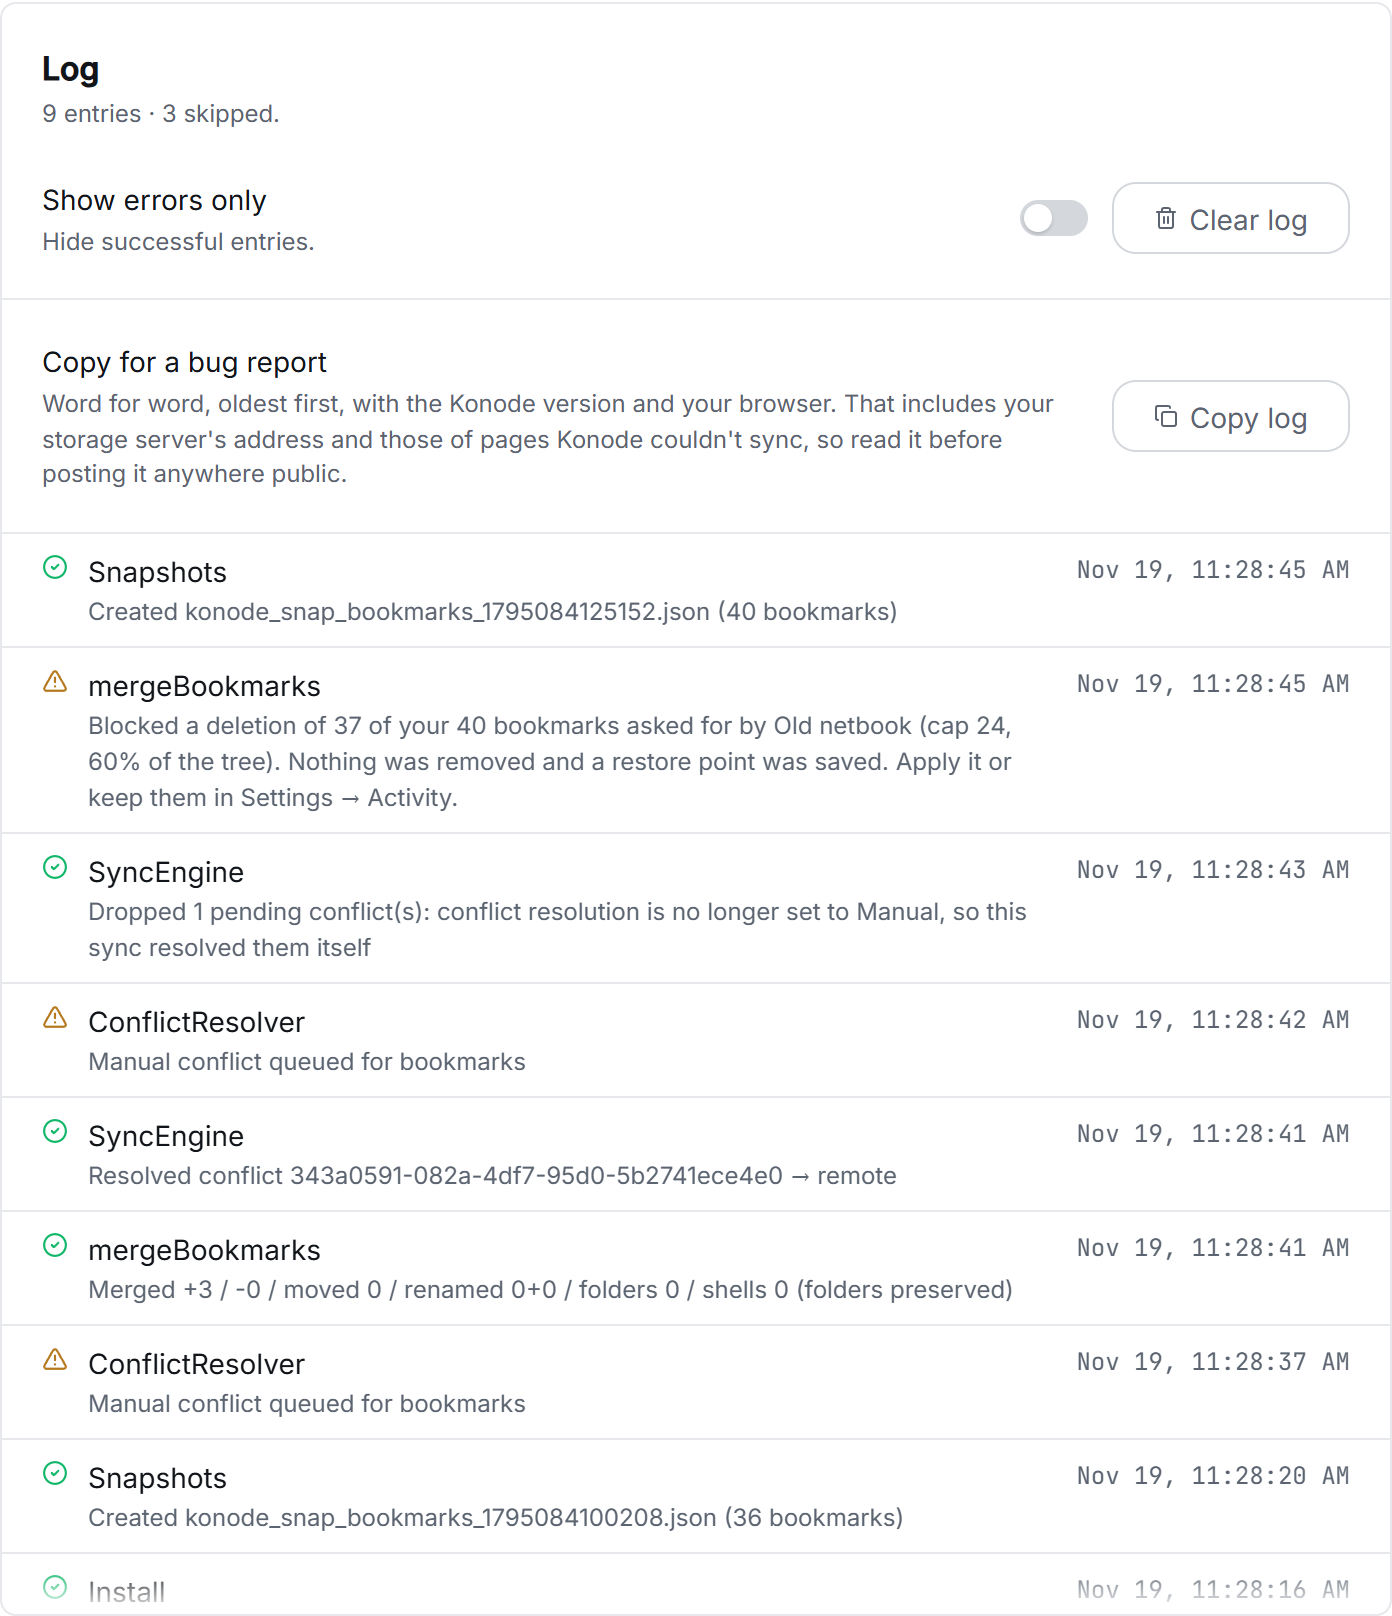 Log
9 entries · 3 skipped.
Show errors only
Hide successful entries.
Clear log
Copy for a bug report
Word for word, oldest first, with the Konode version and your browser. That includes your
storage server's address and those of pages Konode couldn't sync, so read it before
posting it anywhere public.
Copy log
Snapshots
Nov 19, 11:28:45 AM
Created konode_snap_bookmarks_1795084125152.json (40 bookmarks)
mergeBookmarks
Nov 19, 11:28:45 AM
Blocked a deletion of 37 of your 40 bookmarks asked for by Old netbook (cap 24,
60% of the tree). Nothing was removed and a restore point was saved. Apply it or
keep them in Settings → Activity.
SyncEngine
Nov 19, 11:28:43 AM
Dropped 1 pending conflict(s): conflict resolution is no longer set to Manual, so this
sync resolved them itself
ConflictResolver
Nov 19, 11:28:42 AM
Manual conflict queued for bookmarks
SyncEngine
Nov 19, 11:28:41 AM
Resolved conflict 343a0591-082a-4df7-95d0-5b2741ece4e0 → remote
mergeBookmarks
Nov 19, 11:28:41 AM
Merged +3 / -0 / moved 0 / renamed 0+0 / folders 0 / shells 0 (folders preserved)
ConflictResolver
Nov 19, 11:28:37 AM
Manual conflict queued for bookmarks
Snapshots
Nov 19, 11:28:20 AM
Created konode_snap_bookmarks_1795084100208.json (36 bookmarks)
Install
Nov 19, 11:28:16 AM